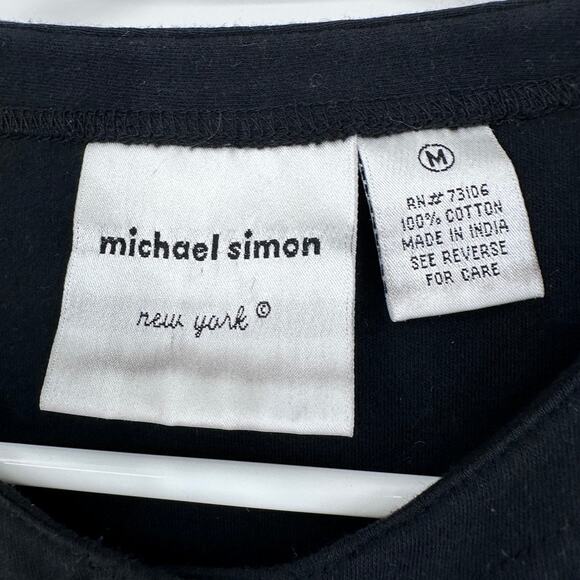 michael simon
new york ©
M
RN# 73106
100% COTTON
MADE IN INDIA
SEE REVERSE
FOR CARE